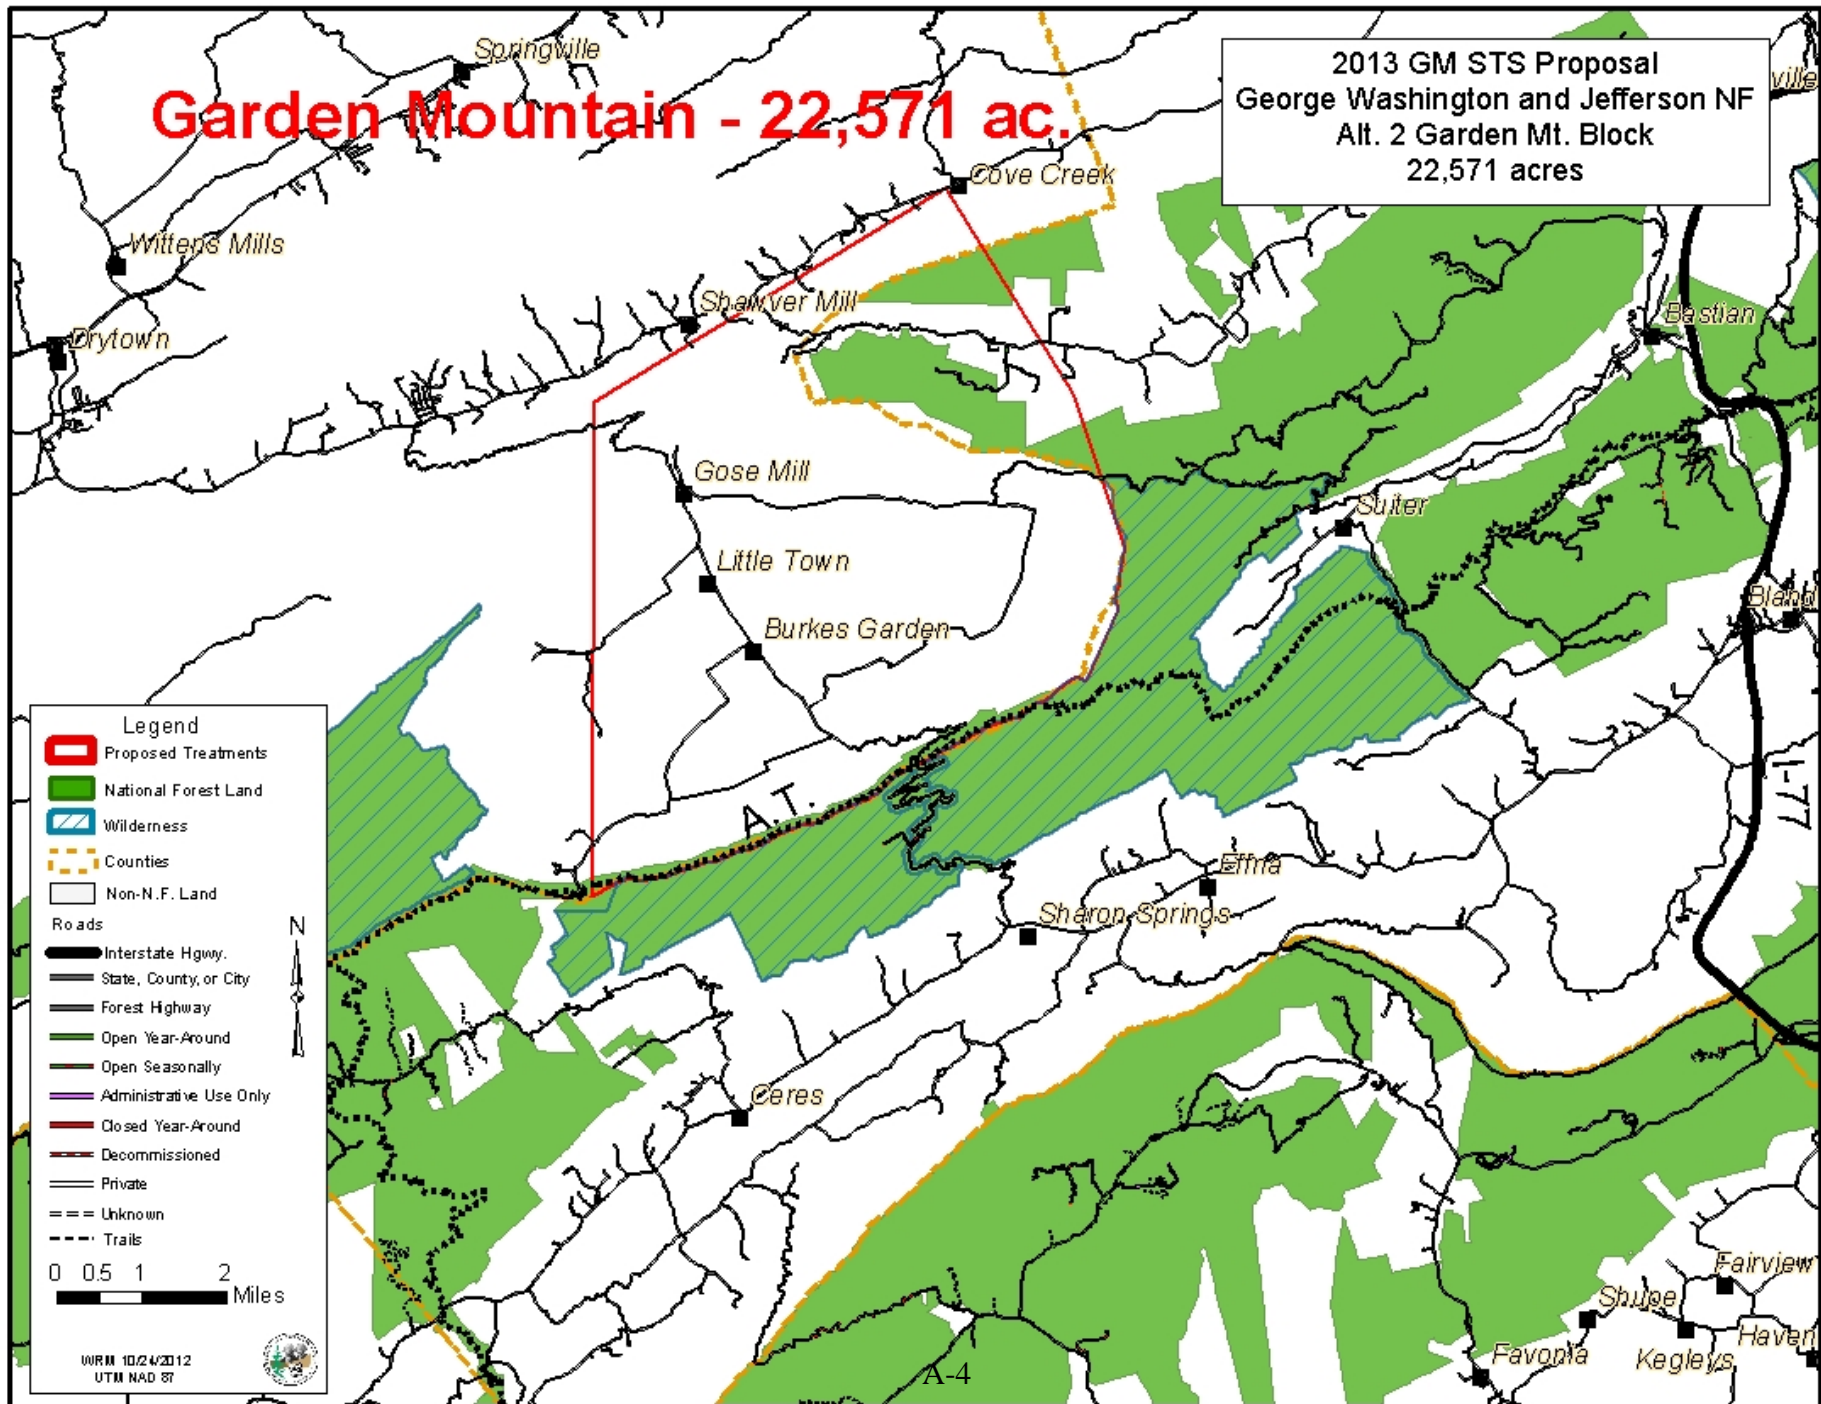 Springville
Garden Mountain - 22,571 ac.
2013 GM STS Proposal
George Washington and Jefferson NF
Alt. 2 Garden Mt. Block
22,571 acres
ville
Cove Creek
Wittens Mills
Shawver Mill
Drytown
Bastian
Gose Mill
Suiter
Little Town
Burkes Garden
Bland
A.T.
I-77
Effna
Sharon Springs
Ceres
Fairview
Shupe
Haven
Favonia
Kegleys
Legend
Proposed Treatments
National Forest Land
Wilderness
Counties
Non-N.F. Land
Roads
N
Interstate Hgwy.
State, County, or City
Forest Highway
Open Year-Around
Open Seasonally
Administrative Use Only
Closed Year-Around
Decommissioned
Private
Unknown
Trails
0 0.5 1 2
Miles
WRM 10/24/2012
UTM NAD 87
A-4